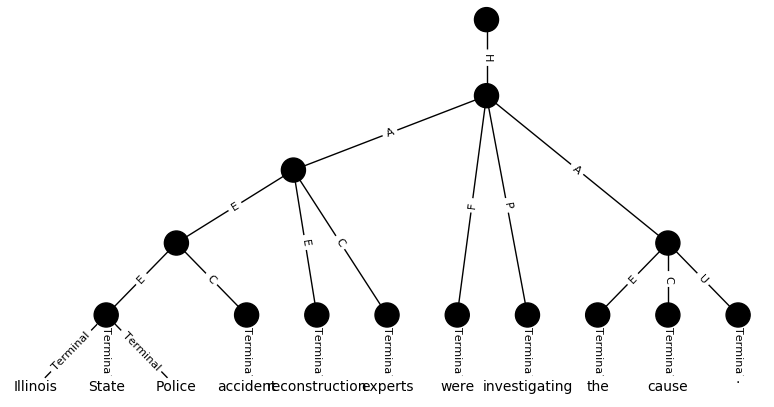 H
A
A
E
F
P
E
C
E
C
E
C
U
Terminal
Terminal
Terminal
Terminal
Terminal
Terminal
Terminal
Terminal
Terminal
Terminal
Terminal
Illinois State Police accident reconstruction experts were investigating the cause .